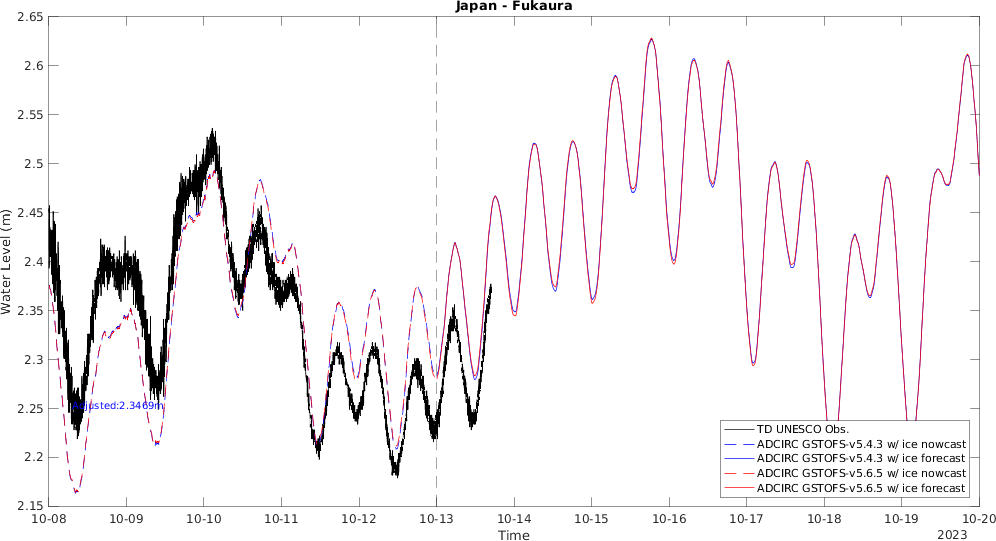 Japan - Fukaura
Water Level (m)
2.65
2.6
2.55
2.5
2.45
2.4
2.35
2.3
2.25
2.2
2.15
Adjusted:2.3469m
TD UNESCO Obs.
ADCIRC GSTOFS-v5.4.3 w/ ice nowcast
ADCIRC GSTOFS-v5.4.3 w/ ice forecast
ADCIRC GSTOFS-v5.6.5 w/ ice nowcast
ADCIRC GSTOFS-v5.6.5 w/ ice forecast
10-08 10-09 10-10 10-11 10-12 10-13 10-14 10-15 10-16 10-17 10-18 10-19 10-20
Time
2023